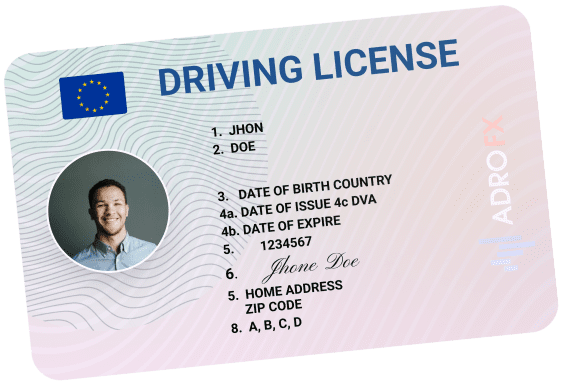 DRIVING LICENSE
1. JHON
2. DOE
3. DATE OF BIRTH COUNTRY
4a. DATE OF ISSUE 4c DVA
4b. DATE OF EXPIRE
5. 1234567
6. Jhone Doe
5. HOME ADDRESS
ZIP CODE
8. A, B, C, D
ADROFX